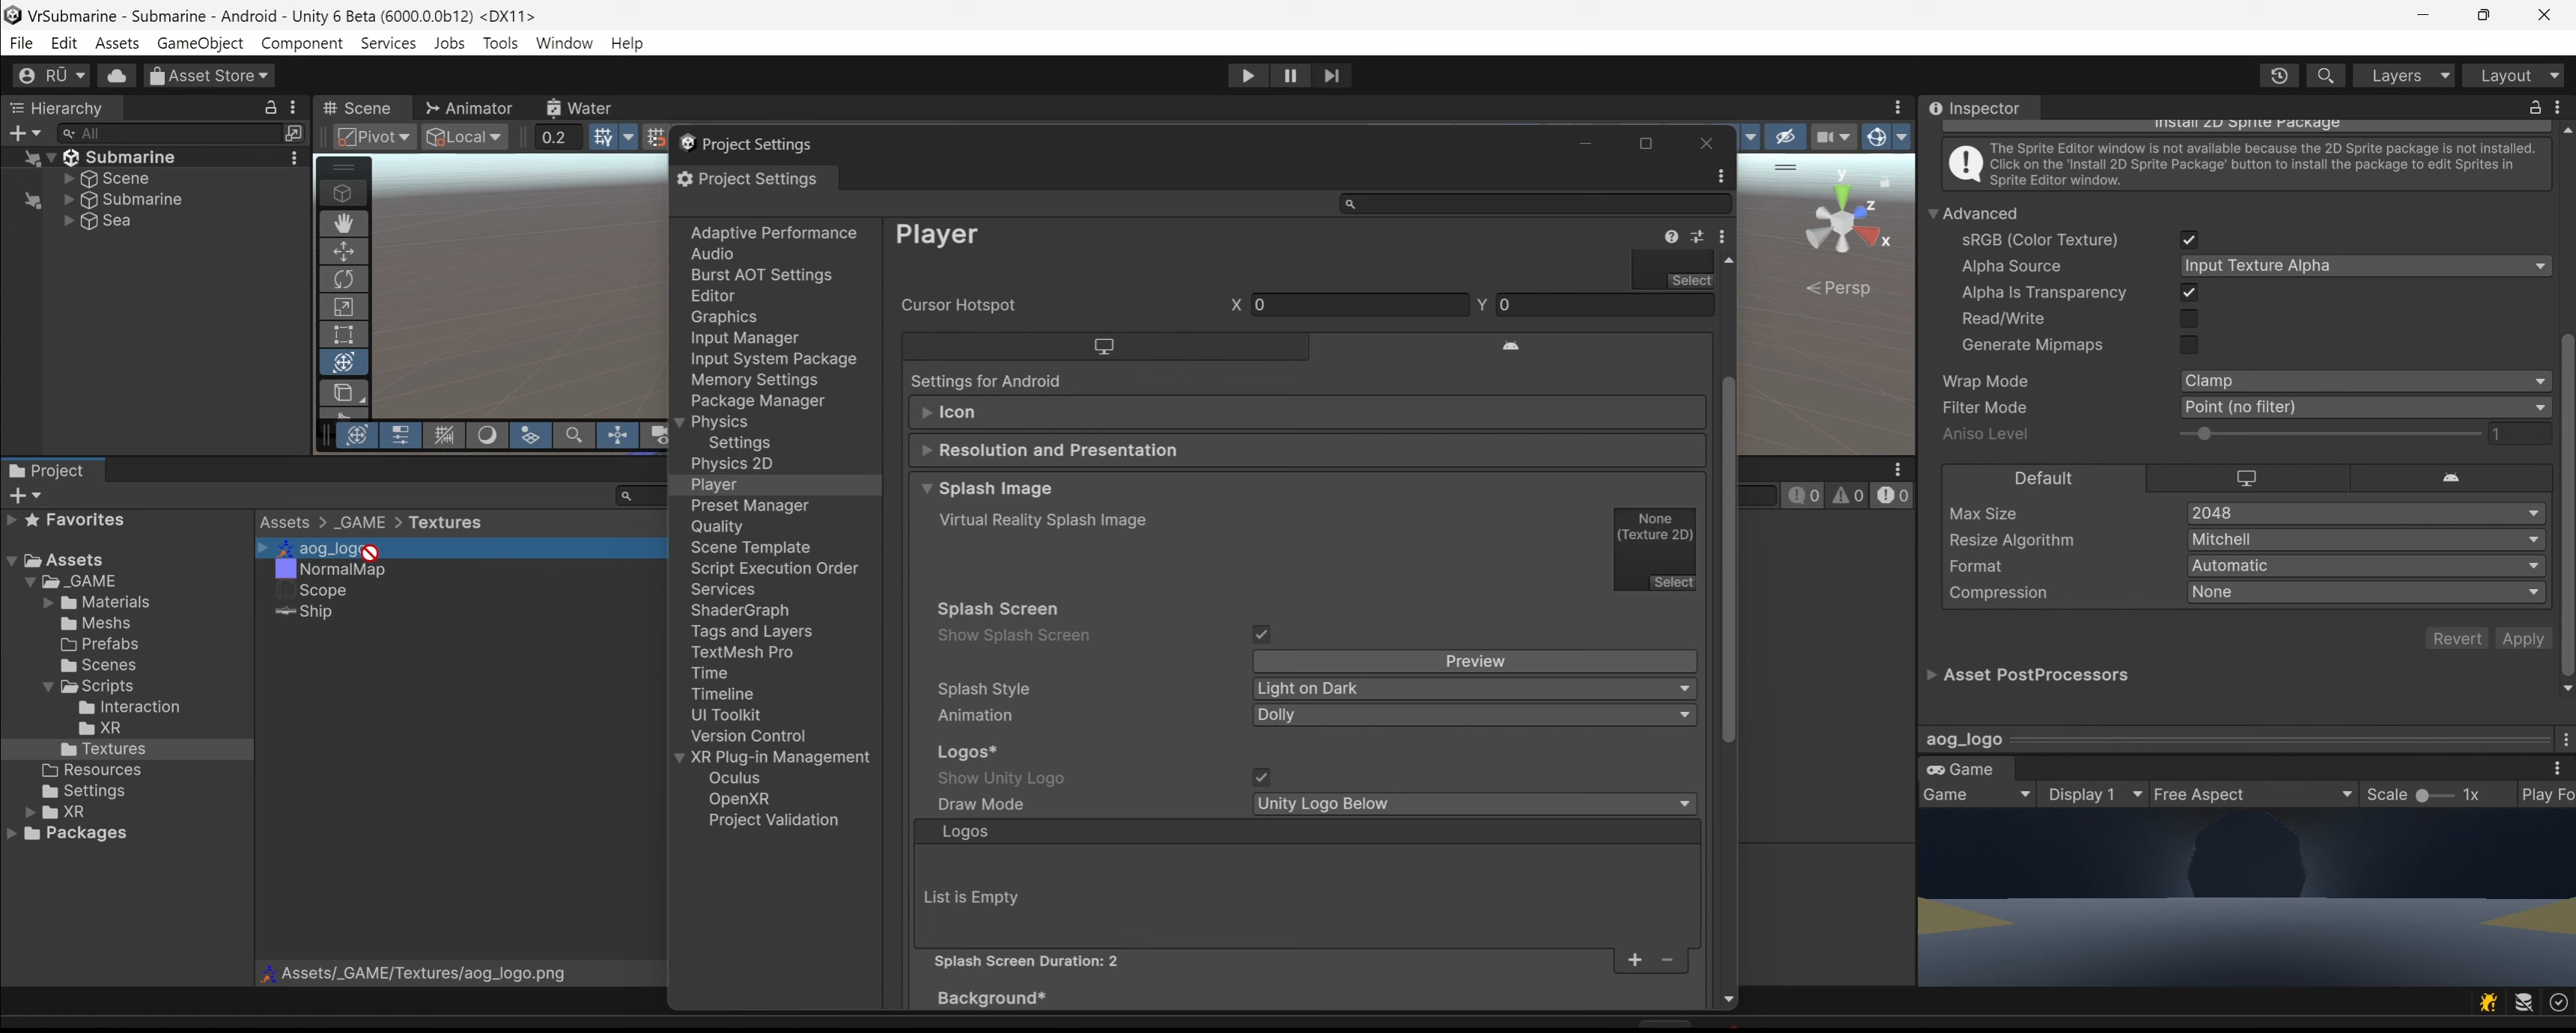 VrSubmarine - Submarine - Android - Unity 6 Beta (6000.0.0b12) <DX11>
File Edit Assets GameObject Component Services Jobs Tools Window Help
RŪ Asset Store Layers Layout
Hierarchy
All
Submarine
Scene
Submarine
Sea
Scene Animator Water
Pivot Local 0.2
y
z
x
Persp
Project
Favorites
Assets
_GAME
Materials
Meshs
Prefabs
Scenes
Scripts
Interaction
XR
Textures
Resources
Settings
XR
Packages
Assets > _GAME > Textures
aog_logo
NormalMap
Scope
Ship
Assets/_GAME/Textures/aog_logo.png
Project Settings
Project Settings
Adaptive Performance
Audio
Burst AOT Settings
Editor
Graphics
Input Manager
Input System Package
Memory Settings
Package Manager
Physics
Settings
Physics 2D
Player
Preset Manager
Quality
Scene Template
Script Execution Order
Services
ShaderGraph
Tags and Layers
TextMesh Pro
Time
Timeline
UI Toolkit
Version Control
XR Plug-in Management
Oculus
OpenXR
Project Validation
Player
Select
Cursor Hotspot X 0 Y 0
Settings for Android
Icon
Resolution and Presentation
Splash Image
Virtual Reality Splash Image
None
(Texture 2D)
Select
Splash Screen
Show Splash Screen
Preview
Splash Style Light on Dark
Animation Dolly
Logos*
Show Unity Logo
Draw Mode Unity Logo Below
Logos
List is Empty
Splash Screen Duration: 2
Background*
0 0 0
Inspector
Install 2D Sprite Package
The Sprite Editor window is not available because the 2D Sprite package is not installed.
Click on the 'Install 2D Sprite Package' button to install the package to edit Sprites in
Sprite Editor window.
Advanced
sRGB (Color Texture)
Alpha Source Input Texture Alpha
Alpha Is Transparency
Read/Write
Generate Mipmaps
Wrap Mode Clamp
Filter Mode Point (no filter)
Aniso Level 1
Default
Max Size 2048
Resize Algorithm Mitchell
Format Automatic
Compression None
Revert Apply
Asset PostProcessors
aog_logo
Game
Game Display 1 Free Aspect Scale 1x Play Fo